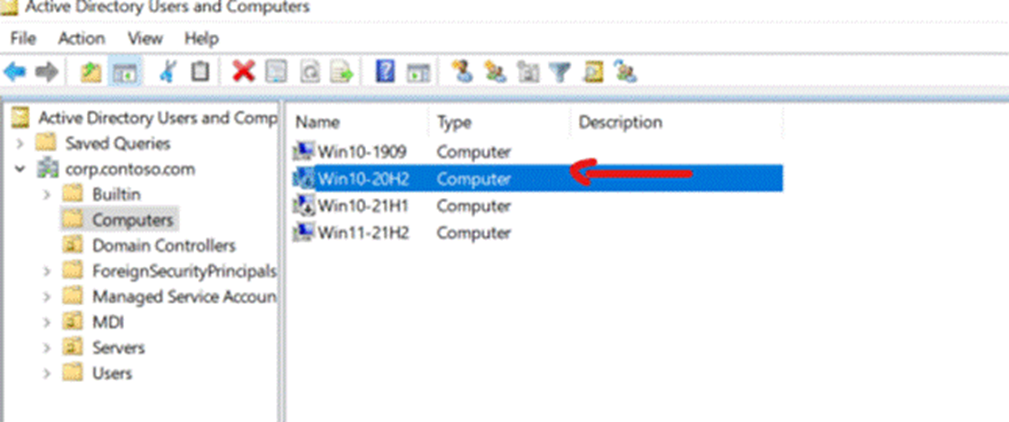 Active Directory Users and Computers
File Action View Help
Active Directory Users and Comp
Saved Queries
corp.contoso.com
Builtin
Computers
Domain Controllers
ForeignSecurityPrincipals
Managed Service Accoun
MDI
Servers
Users
Name Type Description
Win10-1909 Computer
Win10-20H2 Computer
Win10-21H1 Computer
Win11-21H2 Computer